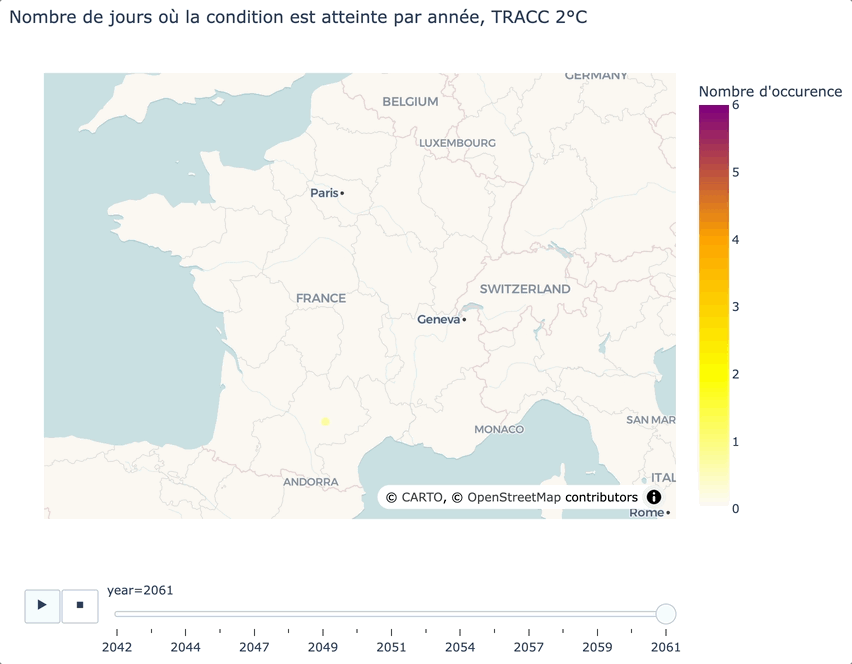 Nombre de jours où la condition est atteinte par année, TRACC 2°C
GERMANY
BELGIUM
LUXEMBOURG
Paris
FRANCE
SWITZERLAND
Geneva
SAN MAR
MONACO
ANDORRA
ITAL
© CARTO, © OpenStreetMap contributors
Rome
Nombre d'occurence
6
5
4
3
2
1
0
year=2061
2042 2044 2047 2049 2051 2054 2057 2059 2061